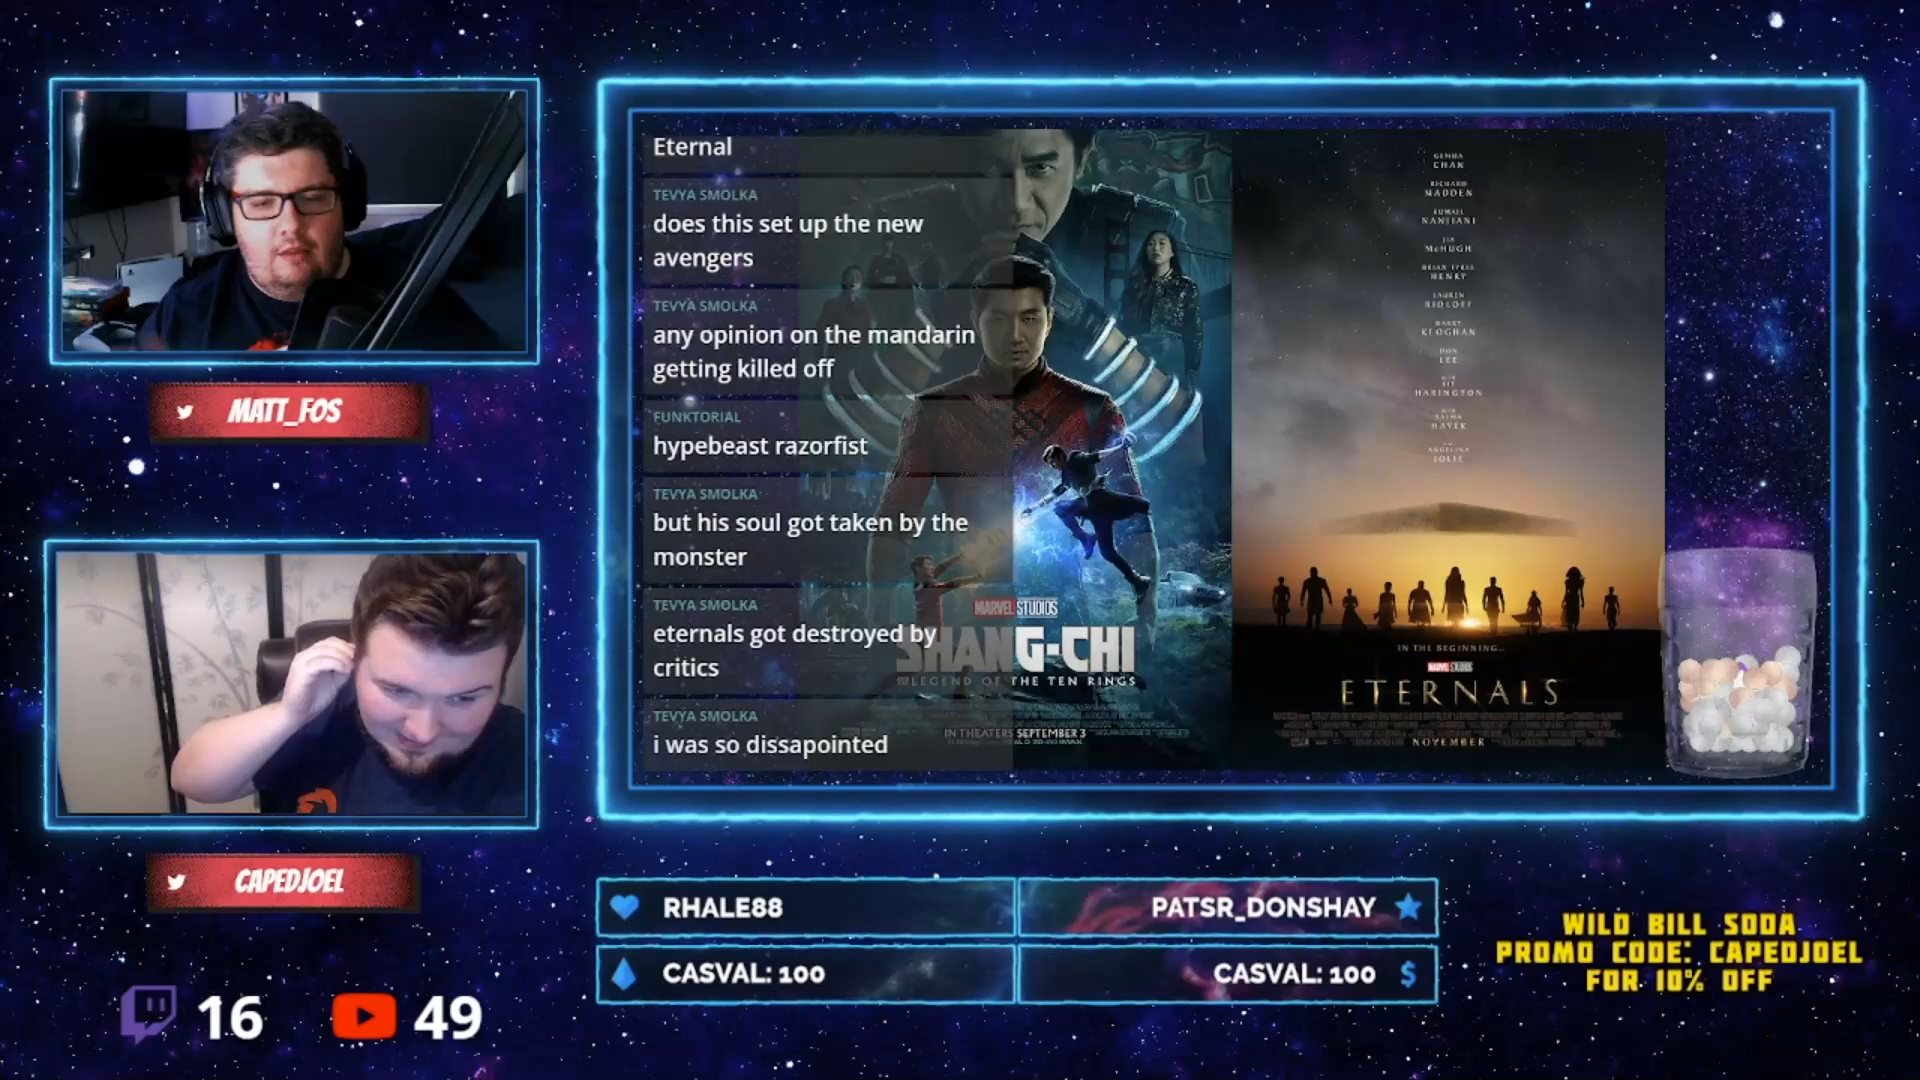 Eternal
TEVYA SMOLKA
does this set up the new
avengers
TEVYA SMOLKA
any opinion on the mandarin
getting killed off
FUNKTORIAL
hypebeast razorfist
TEVYA SMOLKA
but his soul got taken by the
monster
TEVYA SMOLKA
eternals got destroyed by
critics
TEVYA SMOLKA
i was so dissapointed
MARVEL STUDIOS
SHANG-CHI
LEGEND OF THE TEN RINGS
IN THEATERS SEPTEMBER 3
GEMMA
CHAN
RICHARD
MADDEN
KUMAIL
NANJIANI
LIA
McHUGH
BRIAN TYREE
HENRY
LAUREN
RIDLOFF
BARRY
KEOGHAN
DON
LEE
HARINGTON
SALMA
HAYEK
ANGELINA
JOLIE
IN THE BEGINNING...
MARVEL STUDIOS
ETERNALS
NOVEMBER
MATT_FOS
CAPEDJOEL
RHALE88
PATSR_DONSHAY
CASVAL: 100
CASVAL: 100
WILD BILL SODA
PROMO CODE: CAPEDJOEL
FOR 10% OFF
16
49